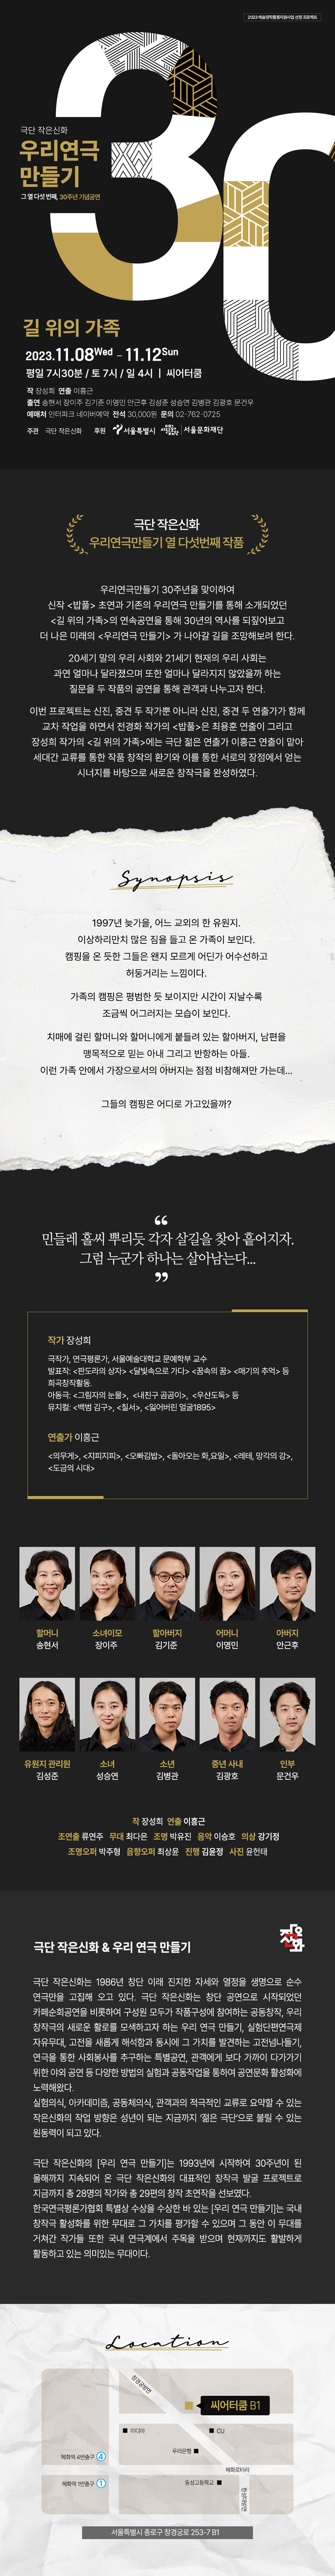 2023 예술창작활동지원사업 선정 프로젝트
30
극단 작은신화
우리연극
만들기
그 열 다섯 번째, 30주년 기념공연
길 위의 가족
2023.11.08Wed – 11.12Sun
평일 7시30분 / 토 7시 / 일 4시 | 씨어터쿰
작 장성희 연출 이흥근
출연 송현서 장이주 김기준 이영민 안근후 김성준 성승연 김병관 김광호 문건우
예매처 인터파크 네이버예약 전석 30,000원 문의 02-762-0725
주관 극단 작은신화 후원 서울특별시 서울문화재단
극단 작은신화
우리연극만들기 열 다섯번째 작품
우리연극만들기 30주년을 맞이하여
신작 <밥풀> 초연과 기존의 우리연극 만들기를 통해 소개되었던
<길 위의 가족>의 연속공연을 통해 30년의 역사를 되짚어보고
더 나은 미래의 <우리연극 만들기> 가 나아갈 길을 조망해보려 한다.
20세기 말의 우리 사회와 21세기 현재의 우리 사회는
과연 얼마나 달라졌으며 또한 얼마나 달라지지 않았을까 하는
질문을 두 작품의 공연을 통해 관객과 나누고자 한다.
이번 프로젝트는 신진, 중견 두 작가뿐 아니라 신진, 중견 두 연출가가 함께
교차 작업을 하면서 전경화 작가의 <밥풀>은 최용훈 연출이 그리고
장성희 작가의 <길 위의 가족>에는 극단 젊은 연출가 이흥근 연출이 맡아
세대간 교류를 통한 작품 창작의 환기와 이를 통한 서로의 장점에서 얻는
시너지를 바탕으로 새로운 창작극을 완성하였다.
Synopsis
1997년 늦가을, 어느 교외의 한 유원지.
이상하리만치 많은 짐을 들고 온 가족이 보인다.
캠핑을 온 듯한 그들은 왠지 모르게 어딘가 어수선하고
허둥거리는 느낌이다.
가족의 캠핑은 평범한 듯 보이지만 시간이 지날수록
조금씩 어그러지는 모습이 보인다.
치매에 걸린 할머니와 할머니에게 붙들려 있는 할아버지, 남편을
맹목적으로 믿는 아내 그리고 반항하는 아들.
이런 가족 안에서 가장으로서의 아버지는 점점 비참해져만 가는데...
그들의 캠핑은 어디로 가고있을까?
“
민들레 홀씨 뿌리듯 각자 살길을 찾아 흩어지자.
그럼 누군가 하나는 살아남는다...
”
작가 장성희
극작가, 연극평론가, 서울예술대학교 문예학부 교수
발표작: <판도라의 상자> <달빛속으로 가다> <꿈속의 꿈> <매기의 추억> 등
희곡창작활동.
아동극: <그림자의 눈물>, <내친구 곰곰이>, <우산도둑> 등
뮤지컬: <백범 김구>, <칠서>, <잃어버린 얼굴1895>
연출가 이흥근
<의무게>, <지피지피>, <오빠김밥>, <돌아오는 화,요일>, <레테, 망각의 강>,
<도금의 시대>
할머니 소녀이모 할아버지 어머니 아버지
송현서 장이주 김기준 이영민 안근후
유원지 관리원 소녀 소년 중년 사내 인부
김성준 성승연 김병관 김광호 문건우
작 장성희 연출 이흥근
조연출 류연주 무대 최다은 조명 박유진 음악 이승호 의상 강기정
조명오퍼 박주형 음향오퍼 최상윤 진행 김윤정 사진 윤헌태
작은신화
극단 작은신화 & 우리 연극 만들기
극단 작은신화는 1986년 창단 이래 진지한 자세와 열정을 생명으로 순수
연극만을 고집해 오고 있다. 극단 작은신화는 창단 공연으로 시작되었던
카페순회공연을 비롯하여 구성원 모두가 작품구성에 참여하는 공동창작, 우리
창작극의 새로운 활로를 모색하고자 하는 우리 연극 만들기, 실험단편연극제
자유무대, 고전을 새롭게 해석함과 동시에 그 가치를 발견하는 고전넘나들기,
연극을 통한 사회봉사를 추구하는 특별공연, 관객에게 보다 가까이 다가가기
위한 야외 공연 등 다양한 방법의 실험과 공동작업을 통하여 공연문화 활성화에
노력해왔다.
실험의식, 아카데미즘, 공동체의식, 관객과의 적극적인 교류로 요약할 수 있는
작은신화의 작업 방향은 성년이 되는 지금까지 '젊은 극단'으로 불릴 수 있는
원동력이 되고 있다.
극단 작은신화의 [우리 연극 만들기]는 1993년에 시작하여 30주년이 된
올해까지 지속되어 온 극단 작은신화의 대표적인 창작극 발굴 프로젝트로
지금까지 총 28명의 작가와 총 29편의 창작 초연작을 선보였다.
한국연극평론가협회 특별상 수상을 수상한 바 있는 [우리 연극 만들기]는 국내
창작극 활성화를 위한 무대로 그 가치를 평가할 수 있으며 그 동안 이 무대를
거쳐간 작가들 또한 국내 연극계에서 주목을 받으며 현재까지도 활발하게
활동하고 있는 의미있는 무대이다.
Location
창경궁방면
씨어터쿰 B1
이디야
CU
우리은행
혜화역 4번출구 4
혜화로터리
혜화역 1번출구 1
동성고등학교
한성대방면
서울특별시 종로구 창경궁로 253-7 B1